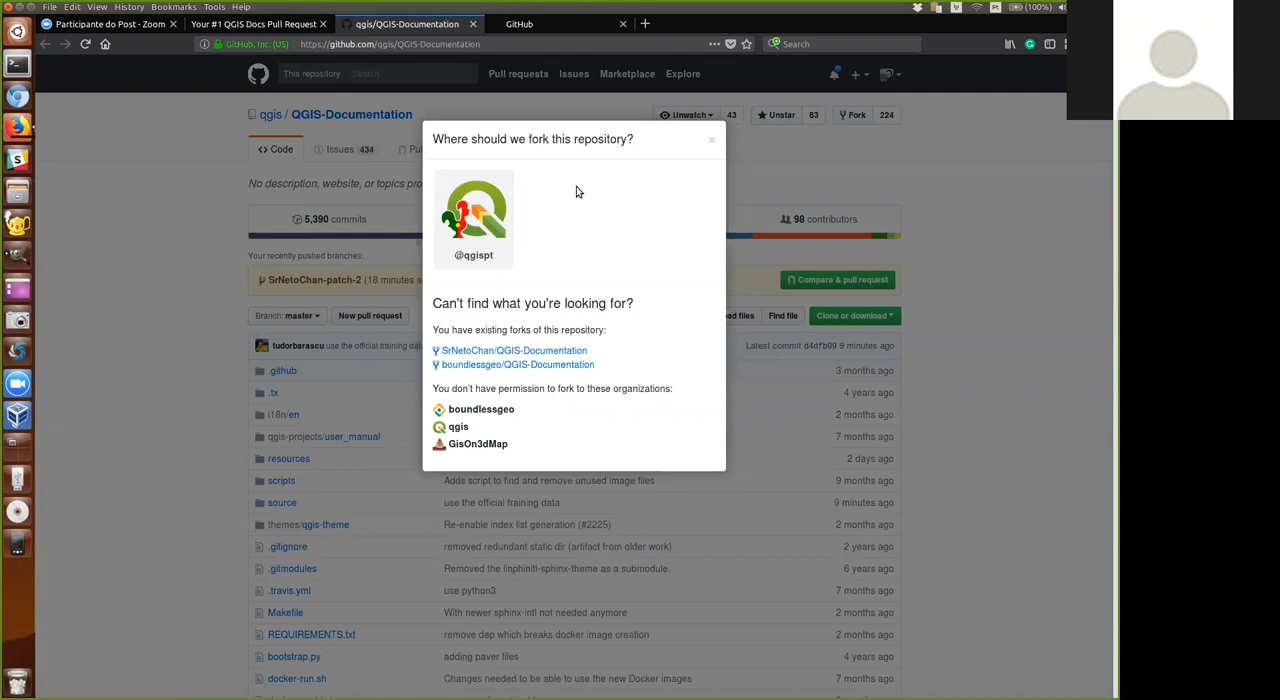 File Edit View History Bookmarks Tools Help
(100%)
Participante do Post - Zoom
Your #1 QGIS Docs Pull Request
qgis/QGIS-Documentation
GitHub
GitHub, Inc. (US)
https://github.com/qgis/QGIS-Documentation
Search
This repository Search
Pull requests Issues Marketplace Explore
qgis / QGIS-Documentation
Unwatch 43
Unstar 83
Fork 224
Code
Issues 434
No description, website, or topics pro
5,390 commits
98 contributors
Your recently pushed branches:
SrNetoChan-patch-2 (18 minutes
Compare & pull request
Branch: master
New pull request
ad files
Find file
Clone or download
tudorbarascu use the official training
Latest commit d4dfb09 9 minutes ago
.github 3 months ago
.tx 4 years ago
i18n/en 2 months ago
qgis-projects/user_manual 7 months ago
resources 2 days ago
scripts Adds script to find and remove unused image files 9 months ago
source use the official training data 9 minutes ago
themes/qgis-theme Re-enable index list generation (#2225) 2 months ago
.gitignore removed redundant static dir (artifact from older work) 2 years ago
.gitmodules Removed the linphinitl-sphinx-theme as a submodule. 6 years ago
.travis.yml use python3 7 months ago
Makefile With newer sphinx-intl not needed anymore 2 months ago
REQUIREMENTS.txt remove dep which breaks docker image creation 2 months ago
bootstrap.py adding paver files 4 years ago
docker-run.sh Changes needed to be able to use the new Docker images 7 months ago
Where should we fork this repository?
@qgispt
Can't find what you're looking for?
You have existing forks of this repository:
SrNetoChan/QGIS-Documentation
boundlessgeo/QGIS-Documentation
You don't have permission to fork to these organizations:
boundlessgeo
qgis
GisOn3dMap